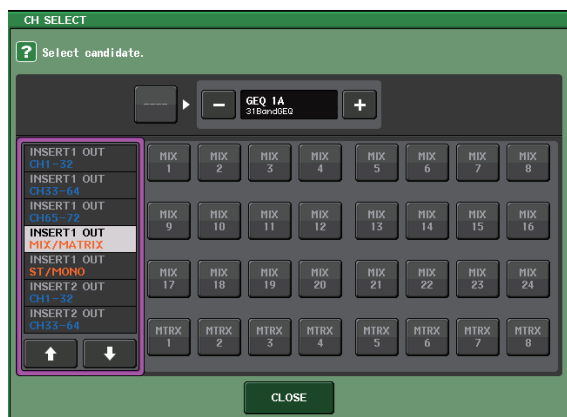 CH SELECT
? Select candidate.
----
−
GEQ 1A
31BandGEQ
+
INSERT1 OUT
CH1-32
INSERT1 OUT
CH33-64
INSERT1 OUT
CH65-72
INSERT1 OUT
MIX/MATRIX
INSERT1 OUT
ST/MONO
INSERT2 OUT
CH1-32
INSERT2 OUT
CH33-64
MIX 1 MIX 2 MIX 3 MIX 4 MIX 5 MIX 6 MIX 7 MIX 8
MIX 9 MIX 10 MIX 11 MIX 12 MIX 13 MIX 14 MIX 15 MIX 16
MIX 17 MIX 18 MIX 19 MIX 20 MIX 21 MIX 22 MIX 23 MIX 24
MTRX 1 MTRX 2 MTRX 3 MTRX 4 MTRX 5 MTRX 6 MTRX 7 MTRX 8
CLOSE